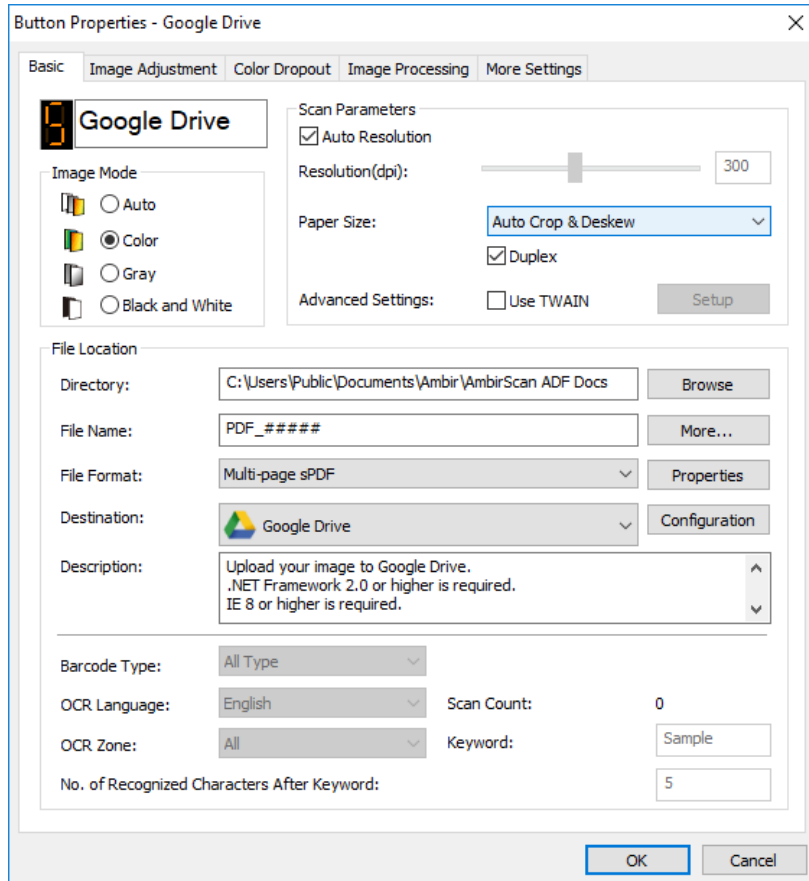 Button Properties - Google Drive
Basic Image Adjustment Color Dropout Image Processing More Settings
Google Drive
Scan Parameters
Auto Resolution
Resolution(dpi): 300
Image Mode
Auto
Color
Gray
Black and White
Paper Size: Auto Crop & Deskew
Duplex
Advanced Settings: Use TWAIN Setup
File Location
Directory: C:\Users\Public\Documents\Ambir\AmbirScan ADF Docs Browse
File Name: PDF_##### More...
File Format: Multi-page sPDF Properties
Destination: Google Drive Configuration
Description: Upload your image to Google Drive.
.NET Framework 2.0 or higher is required.
IE 8 or higher is required.
Barcode Type: All Type
OCR Language: English Scan Count: 0
OCR Zone: All Keyword: Sample
No. of Recognized Characters After Keyword: 5
OK Cancel